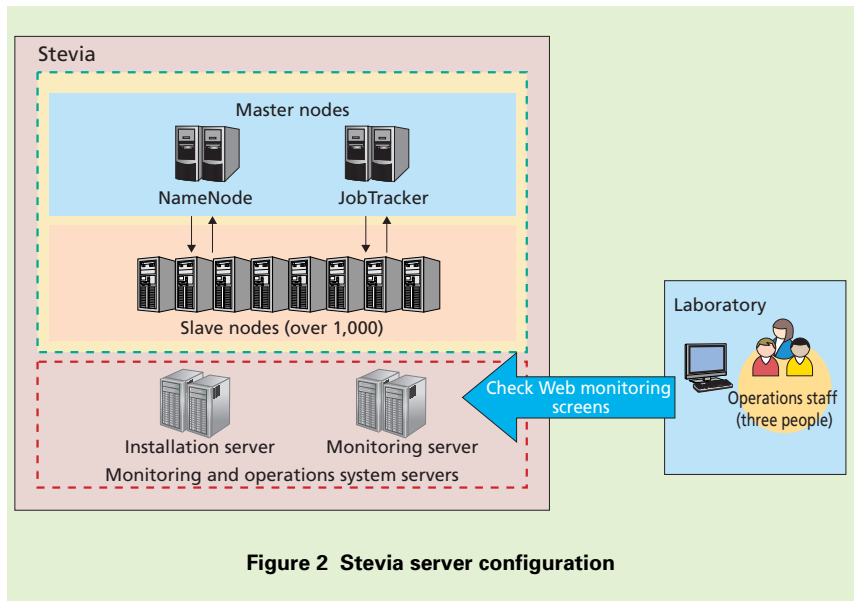 Stevia
Master nodes
NameNode
JobTracker
Slave nodes (over 1,000)
Installation server
Monitoring server
Monitoring and operations system servers
Check Web monitoring
screens
Laboratory
Operations staff
(three people)
Figure 2 Stevia server configuration